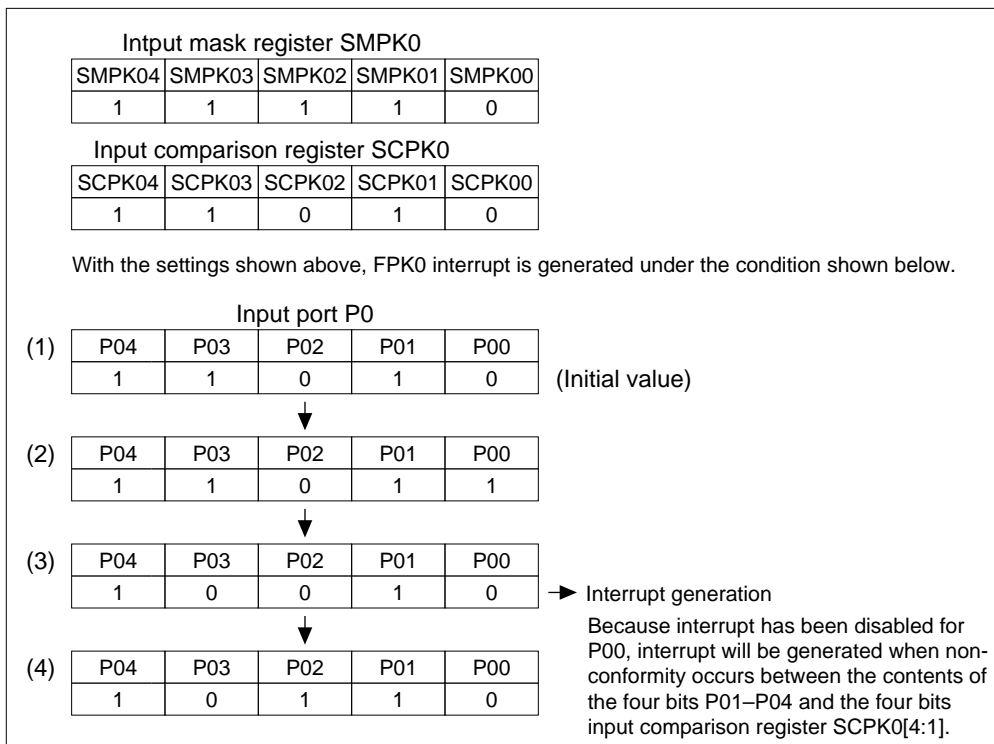 Intput mask register SMPK0
SMPK04 SMPK03 SMPK02 SMPK01 SMPK00
1 1 1 1 0
Input comparison register SCPK0
SCPK04 SCPK03 SCPK02 SCPK01 SCPK00
1 1 0 1 0
With the settings shown above, FPK0 interrupt is generated under the condition shown below.
Input port P0
(1) P04 P03 P02 P01 P00
1 1 0 1 0 (Initial value)
(2) P04 P03 P02 P01 P00
1 1 0 1 1
(3) P04 P03 P02 P01 P00
1 0 0 1 0 Interrupt generation
Because interrupt has been disabled for
P00, interrupt will be generated when non-
conformity occurs between the contents of
the four bits P01–P04 and the four bits
input comparison register SCPK0[4:1].
(4) P04 P03 P02 P01 P00
1 0 1 1 0